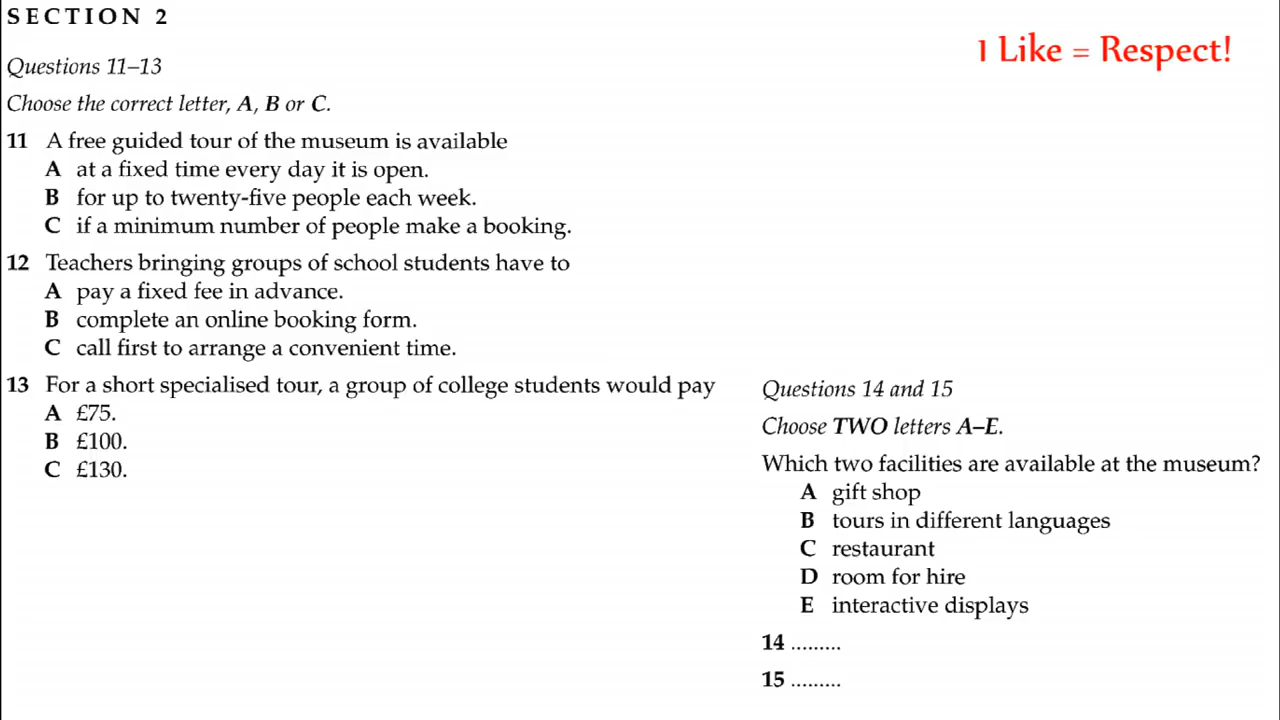 SECTION 2
1 Like = Respect!
Questions 11–13
Choose the correct letter, A, B or C.
11 A free guided tour of the museum is available
A at a fixed time every day it is open.
B for up to twenty-five people each week.
C if a minimum number of people make a booking.
12 Teachers bringing groups of school students have to
A pay a fixed fee in advance.
B complete an online booking form.
C call first to arrange a convenient time.
13 For a short specialised tour, a group of college students would pay
A £75.
B £100.
C £130.
Questions 14 and 15
Choose TWO letters A–E.
Which two facilities are available at the museum?
A gift shop
B tours in different languages
C restaurant
D room for hire
E interactive displays
14 .........
15 .........